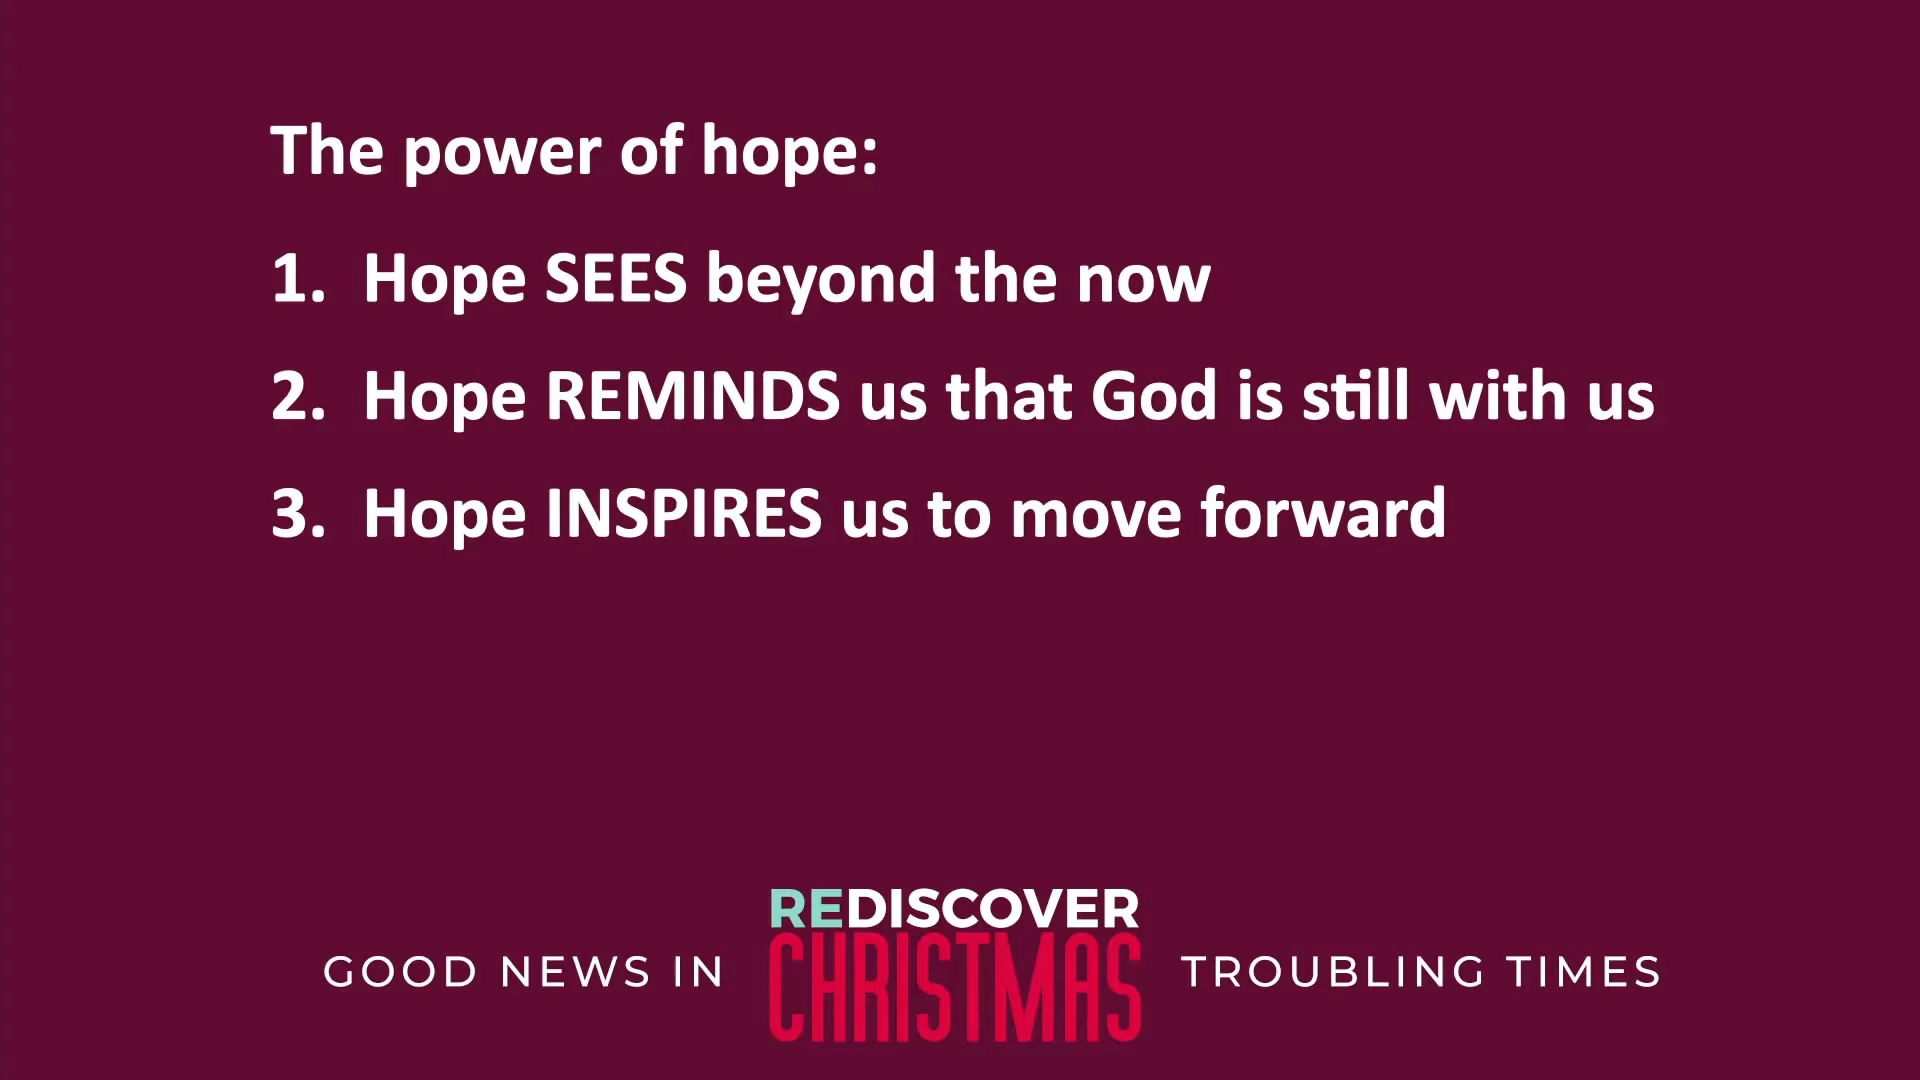 The power of hope:
1. Hope SEES beyond the now
2. Hope REMINDS us that God is still with us
3. Hope INSPIRES us to move forward
REDISCOVER
GOOD NEWS IN CHRISTMAS TROUBLING TIMES